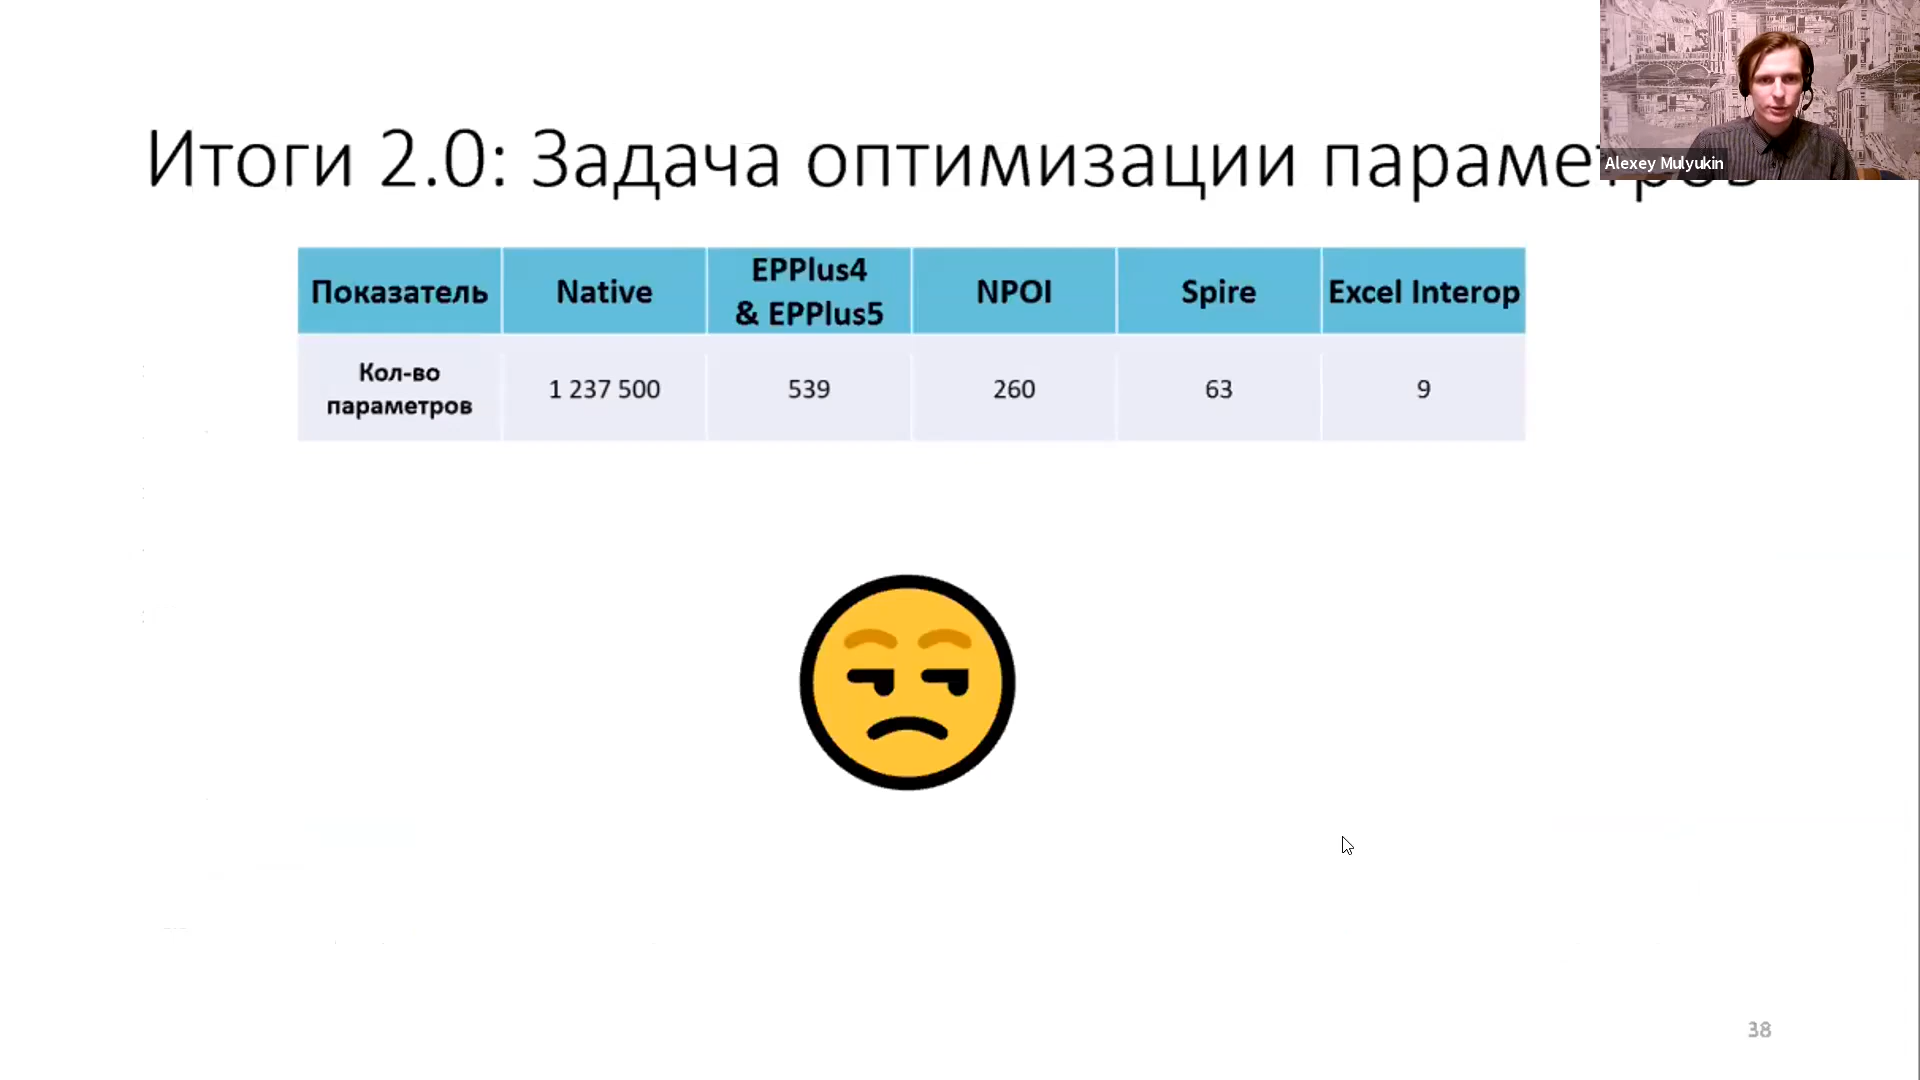 Итоги 2.0: Задача оптимизации параметров
Alexey Mulyukin
Показатель Native EPPlus4 & EPPlus5 NPOI Spire Excel Interop
Кол-во параметров 1 237 500 539 260 63 9
38